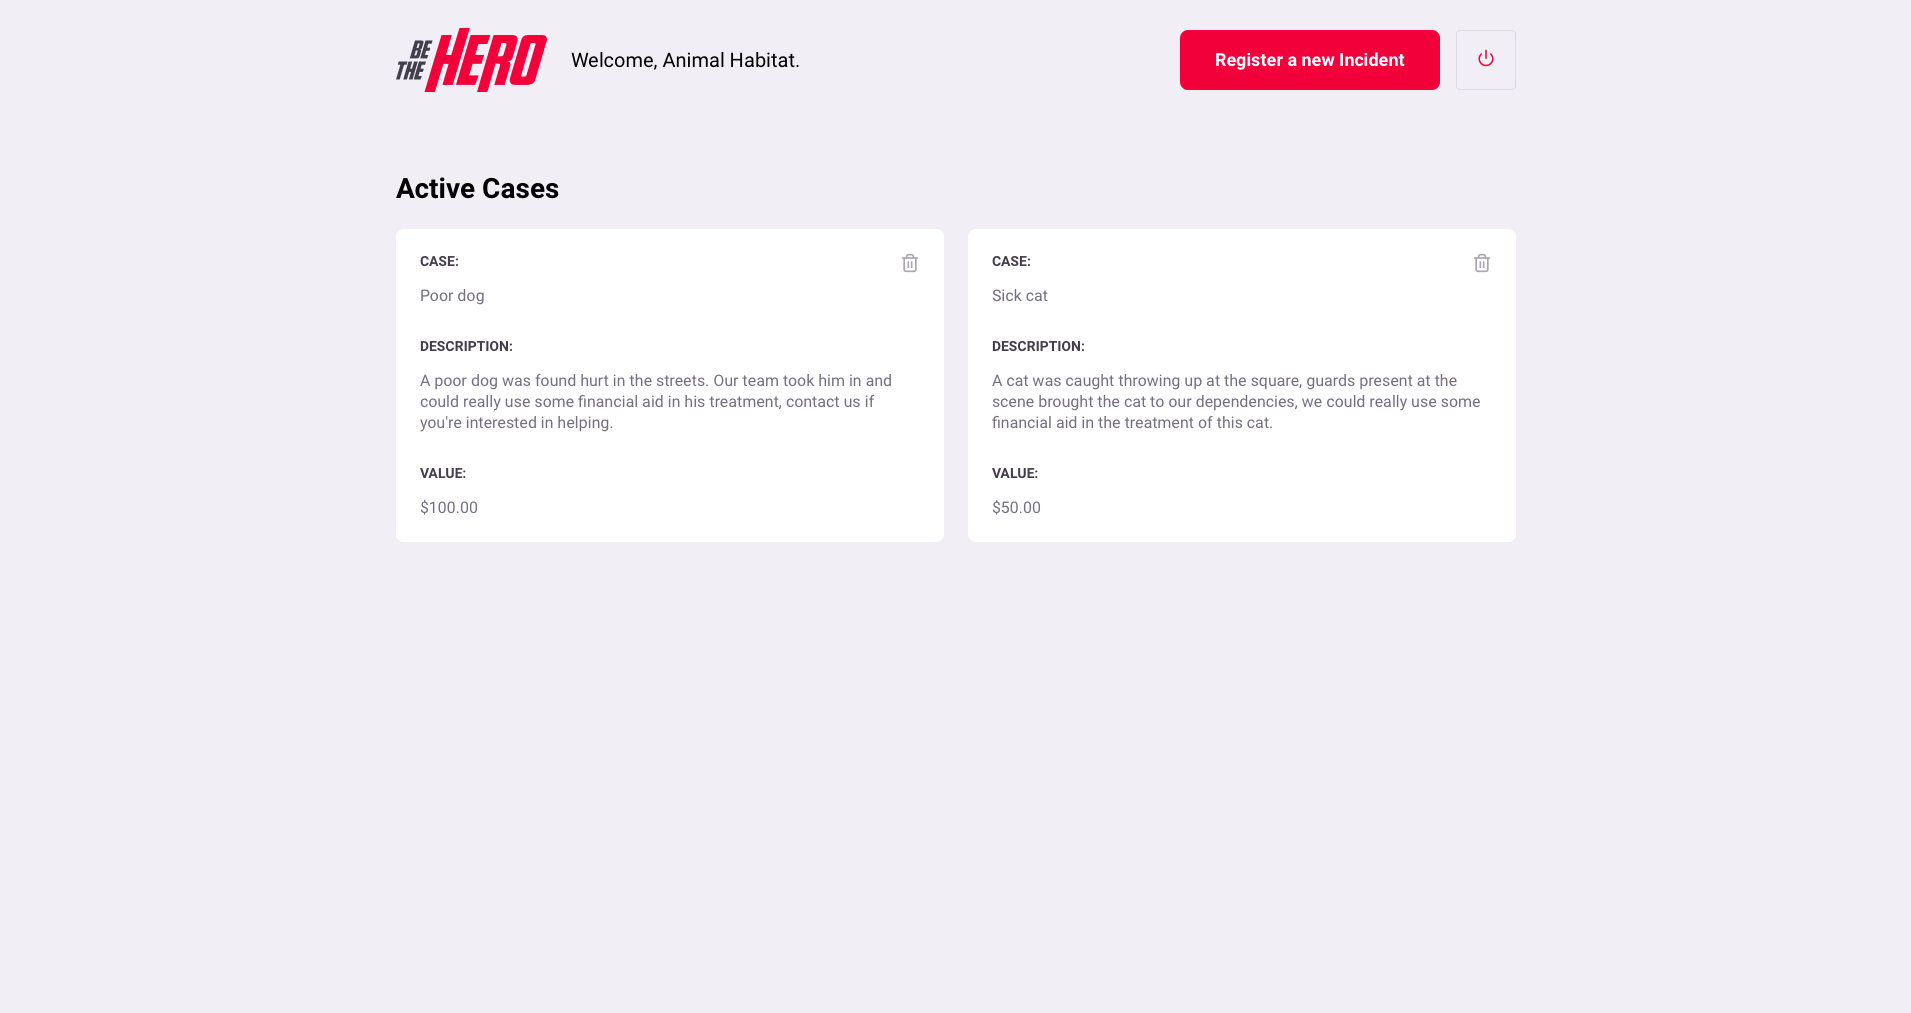 BE THE HERO
Welcome, Animal Habitat.
Register a new Incident
Active Cases
CASE:
Poor dog
DESCRIPTION:
A poor dog was found hurt in the streets. Our team took him in and
could really use some financial aid in his treatment, contact us if
you're interested in helping.
VALUE:
$100.00
CASE:
Sick cat
DESCRIPTION:
A cat was caught throwing up at the square, guards present at the
scene brought the cat to our dependencies, we could really use some
financial aid in the treatment of this cat.
VALUE:
$50.00